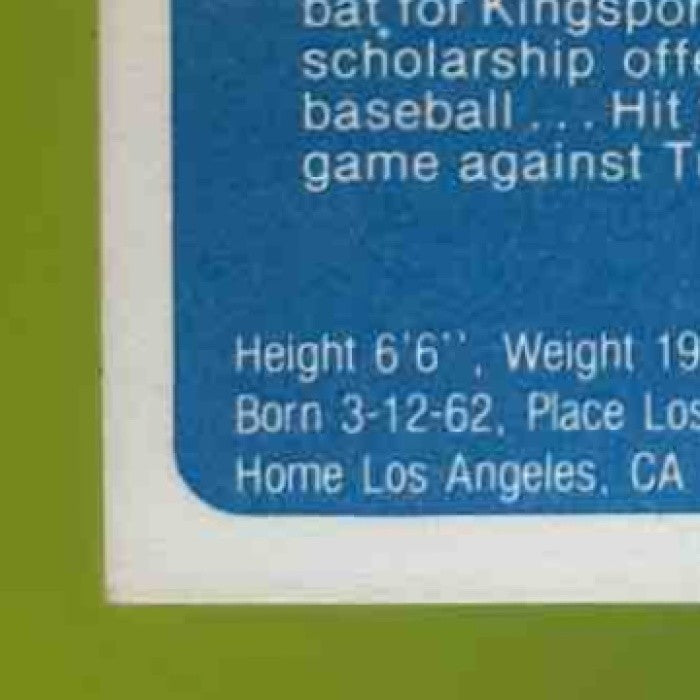 bat for Kingspor
scholarship offe
baseball ... Hit
game against T
Height 6'6'', Weight 19
Born 3-12-62, Place Los
Home Los Angeles, CA